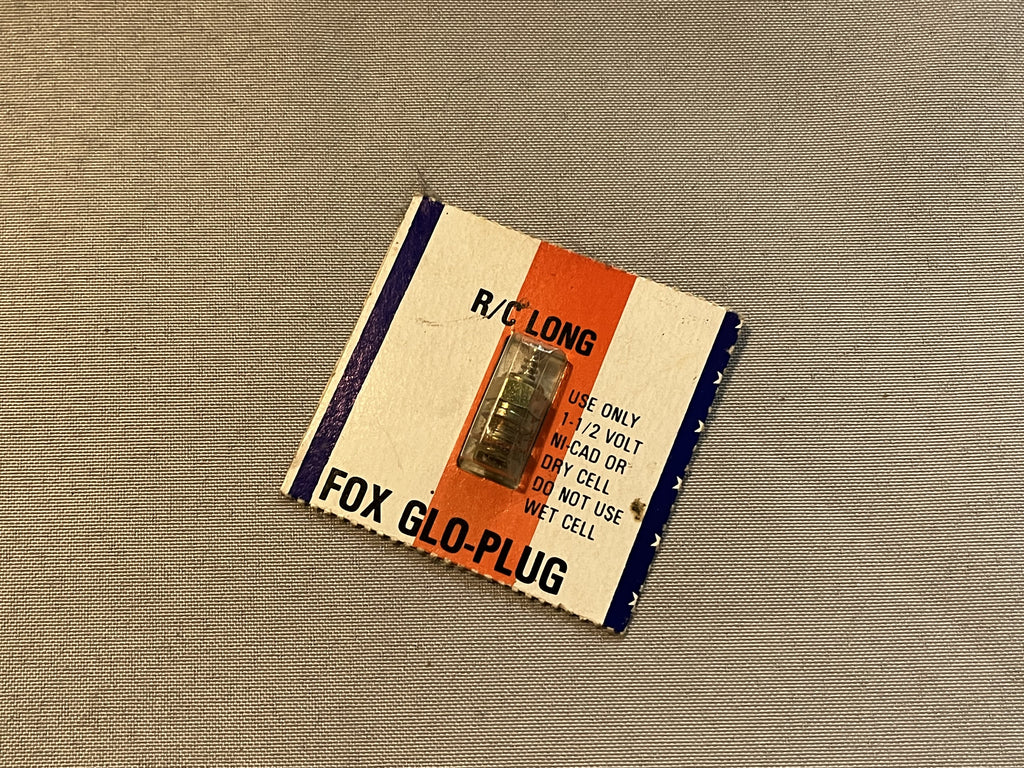 R/C LONG
USE ONLY
1-1/2 VOLT
NI-CAD OR
DRY CELL
DO NOT USE
WET CELL
FOX GLO-PLUG